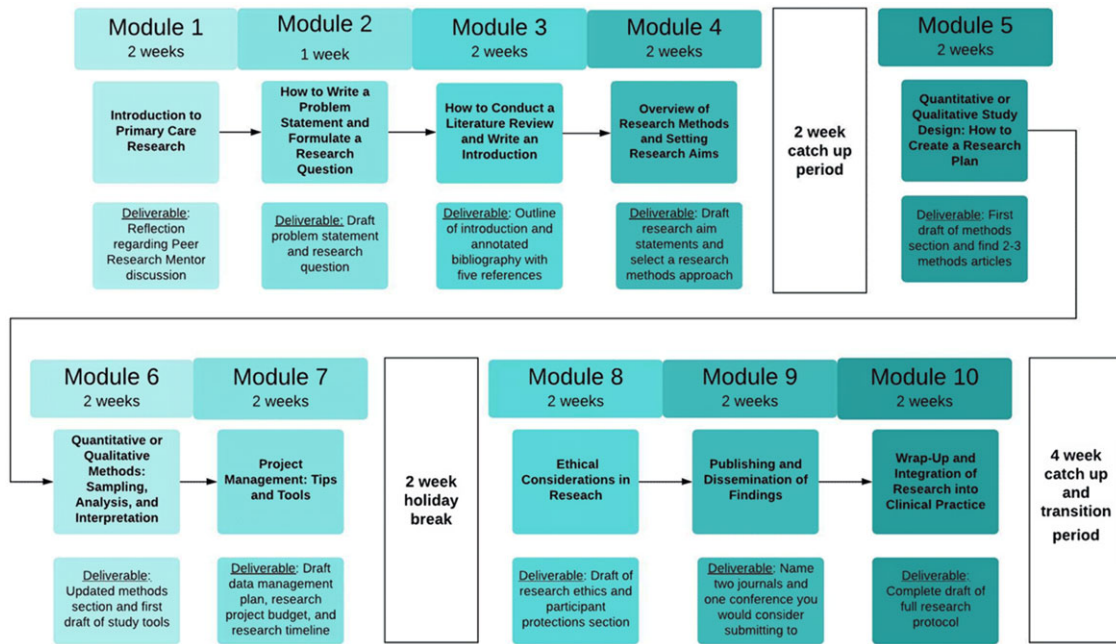 Module 1
2 weeks
Introduction to
Primary Care
Research
Deliverable:
Reflection
regarding Peer
Research Mentor
discussion
Module 2
1 week
How to Write a
Problem
Statement and
Formulate a
Research
Question
Deliverable: Draft
problem statement
and research
question
Module 3
2 weeks
How to Conduct a
Literature Review
and Write an
Introduction
Deliverable: Outline
of introduction and
annotated
bibliography with
five references
Module 4
2 weeks
Overview of
Research Methods
and Setting
Research Aims
Deliverable: Draft
research aim
statements and
select a research
methods approach
2 week
catch up
period
Module 5
2 weeks
Quantitative or
Qualitative Study
Design: How to
Create a Research
Plan
Deliverable: First
draft of methods
section and find 2-3
methods articles
Module 6
2 weeks
Quantitative or
Qualitative
Methods:
Sampling,
Analysis, and
Interpretation
Deliverable:
Updated methods
section and first
draft of study tools
Module 7
2 weeks
Project
Management: Tips
and Tools
Deliverable: Draft
data management
plan, research
project budget, and
research timeline
2 week
holiday
break
Module 8
2 weeks
Ethical
Considerations in
Reseach
Deliverable: Draft of
research ethics and
participant
protections section
Module 9
2 weeks
Publishing and
Dissemination of
Findings
Deliverable: Name
two journals and
one conference you
would consider
submitting to
Module 10
2 weeks
Wrap-Up and
Integration of
Research into
Clinical Practice
Deliverable:
Complete draft of
full research
protocol
4 week
catch up
and
transition
period